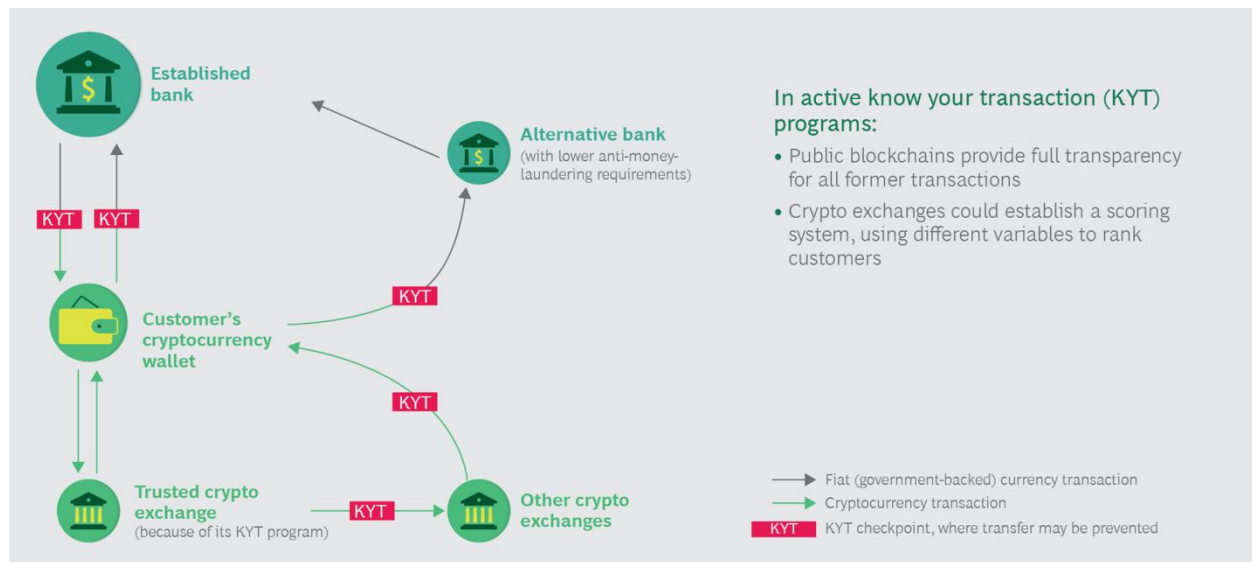 Established
bank
$
Alternative bank
(with lower anti-money-
laundering requirements)
$
KYT
KYT
KYT
Customer's
cryptocurrency
wallet
KYT
Trusted crypto
exchange
(because of its KYT program)
KYT
Other crypto
exchanges
In active know your transaction (KYT)
programs:
• Public blockchains provide full transparency
for all former transactions
• Crypto exchanges could establish a scoring
system, using different variables to rank
customers
Fiat (government-backed) currency transaction
Cryptocurrency transaction
KYT KYT checkpoint, where transfer may be prevented